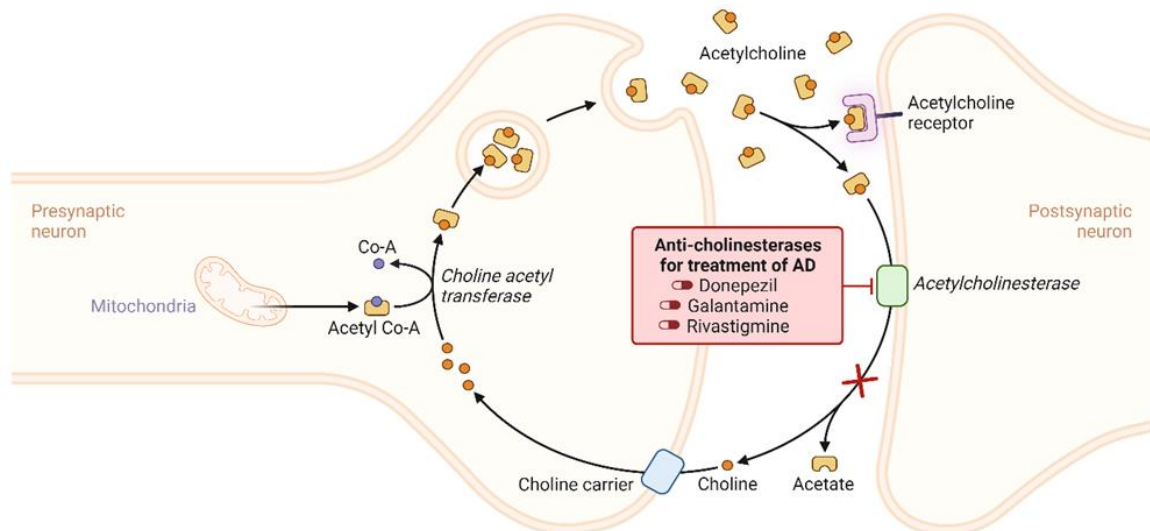 Acetylcholine
Acetylcholine
receptor
Presynaptic
neuron
Postsynaptic
neuron
Co-A
Choline acetyl
transferase
Mitochondria
Acetyl Co-A
Anti-cholinesterases
for treatment of AD
Donepezil
Galantamine
Rivastigmine
Acetylcholinesterase
Choline carrier
Choline
Acetate